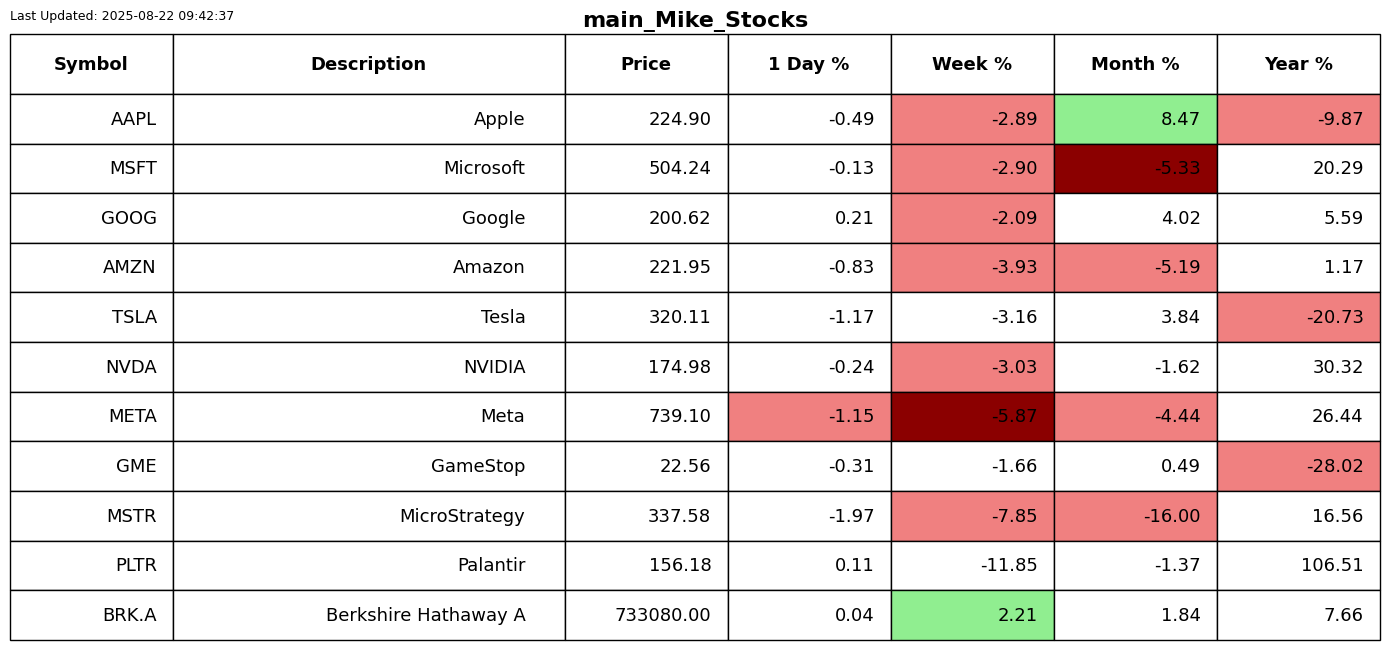 Last Updated: 2025-08-22 09:42:37
main_Mike_Stocks
Symbol Description Price 1 Day % Week % Month % Year %
AAPL Apple 224.90 -0.49 -2.89 8.47 -9.87
MSFT Microsoft 504.24 -0.13 -2.90 -5.33 20.29
GOOG Google 200.62 0.21 -2.09 4.02 5.59
AMZN Amazon 221.95 -0.83 -3.93 -5.19 1.17
TSLA Tesla 320.11 -1.17 -3.16 3.84 -20.73
NVDA NVIDIA 174.98 -0.24 -3.03 -1.62 30.32
META Meta 739.10 -1.15 -5.87 -4.44 26.44
GME GameStop 22.56 -0.31 -1.66 0.49 -28.02
MSTR MicroStrategy 337.58 -1.97 -7.85 -16.00 16.56
PLTR Palantir 156.18 0.11 -11.85 -1.37 106.51
BRK.A Berkshire Hathaway A 733080.00 0.04 2.21 1.84 7.66